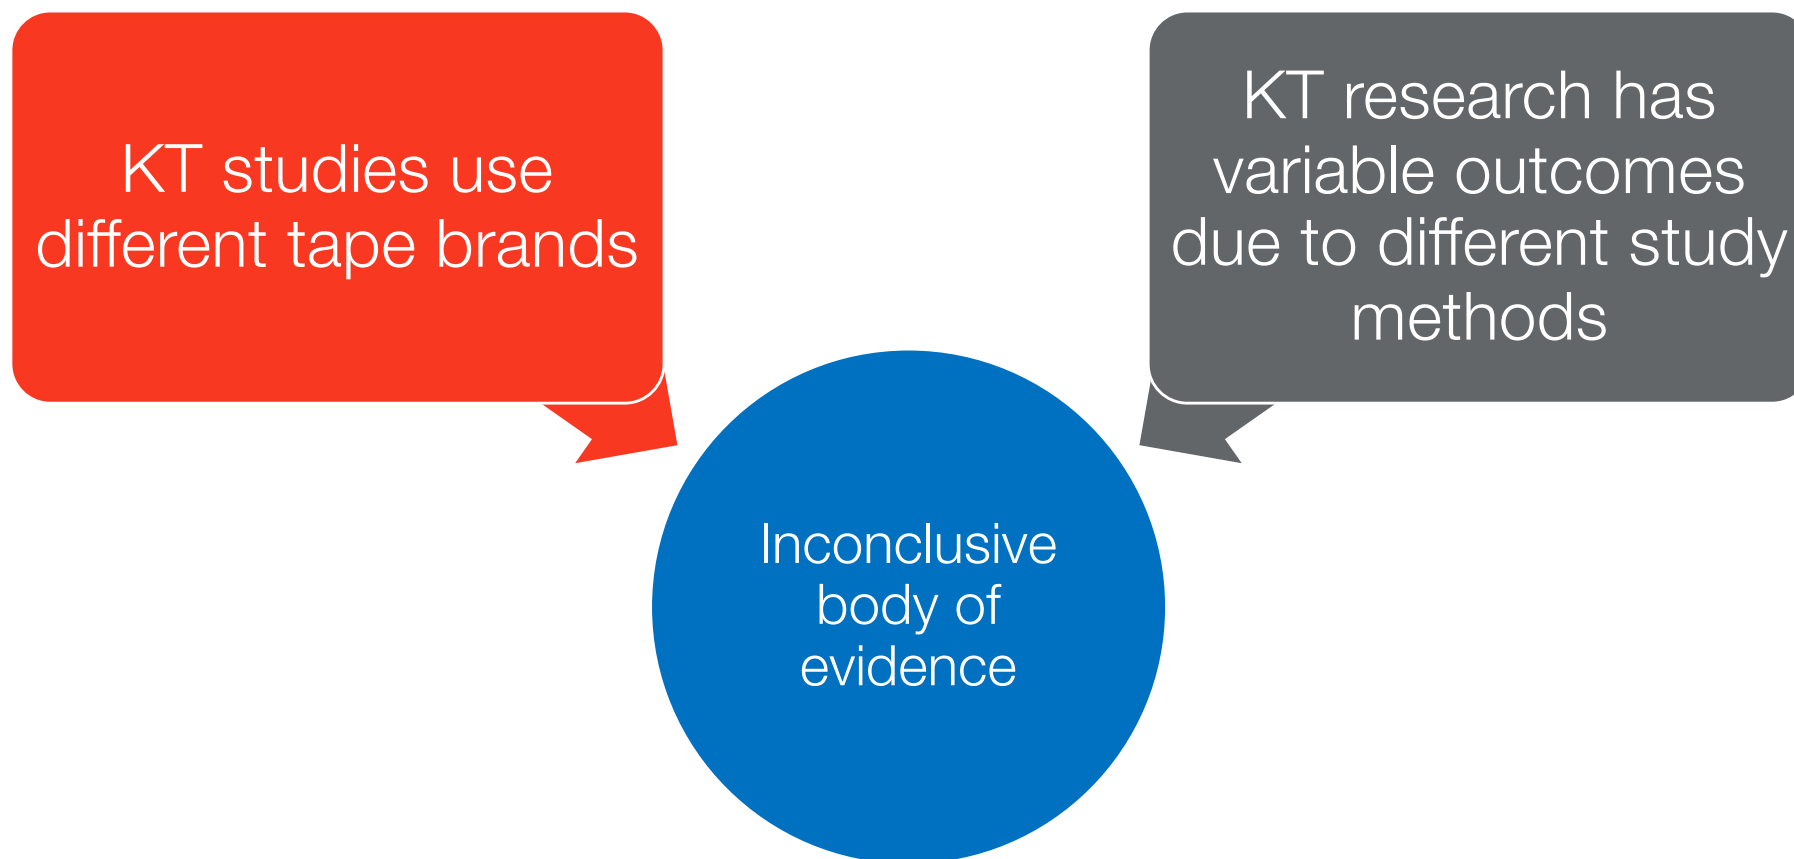 KT studies use
different tape brands
KT research has
variable outcomes
due to different study
methods
Inconclusive
body of
evidence